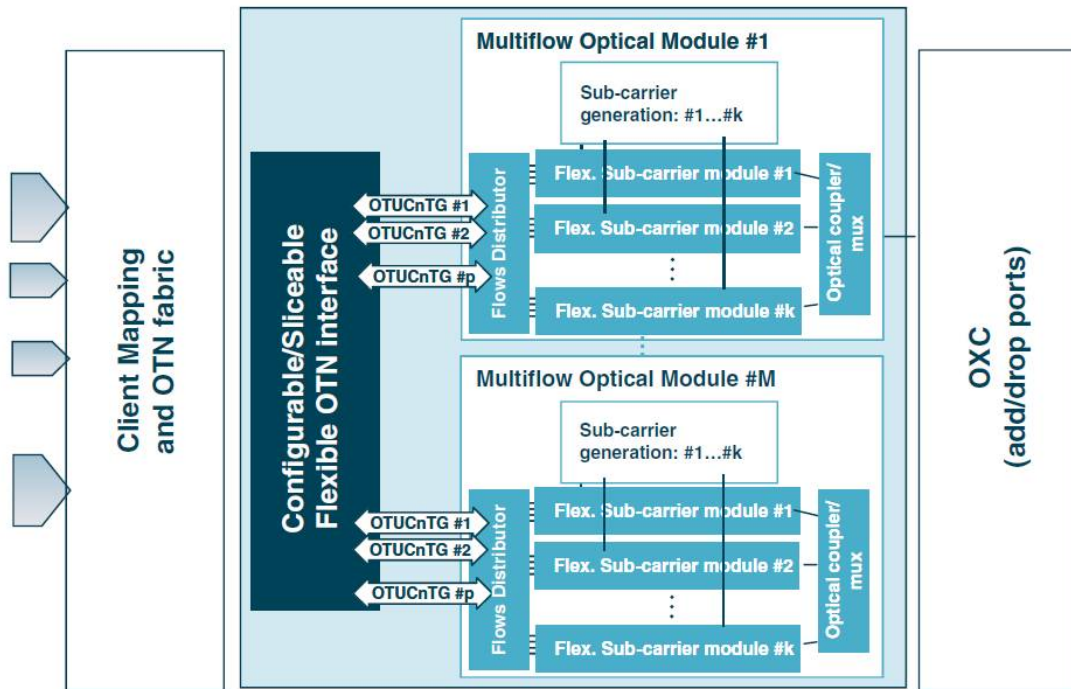 Client Mapping
and OTN fabric
Configurable/Sliceable
Flexible OTN interface
Multiflow Optical Module #1
Sub-carrier
generation: #1...#k
OTUCnTG #1
OTUCnTG #2
OTUCnTG #p
Flows Distributor
Flex. Sub-carrier module #1
Flex. Sub-carrier module #2
Flex. Sub-carrier module #k
Optical coupler/
mux
Multiflow Optical Module #M
Sub-carrier
generation: #1...#k
OTUCnTG #1
OTUCnTG #2
OTUCnTG #p
Flows Distributor
Flex. Sub-carrier module #1
Flex. Sub-carrier module #2
Flex. Sub-carrier module #k
Optical coupler/
mux
OXC
(add/drop ports)